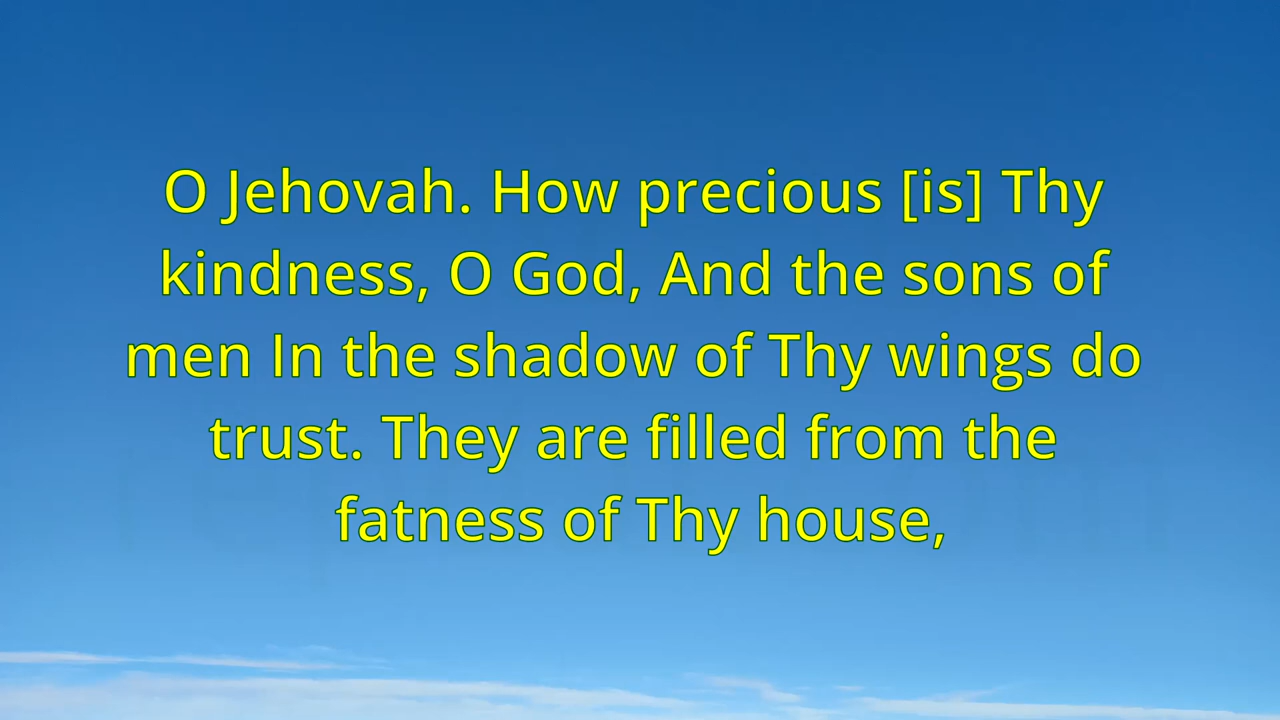 O Jehovah. How precious [is] Thy
kindness, O God, And the sons of
men In the shadow of Thy wings do
trust. They are filled from the
fatness of Thy house,